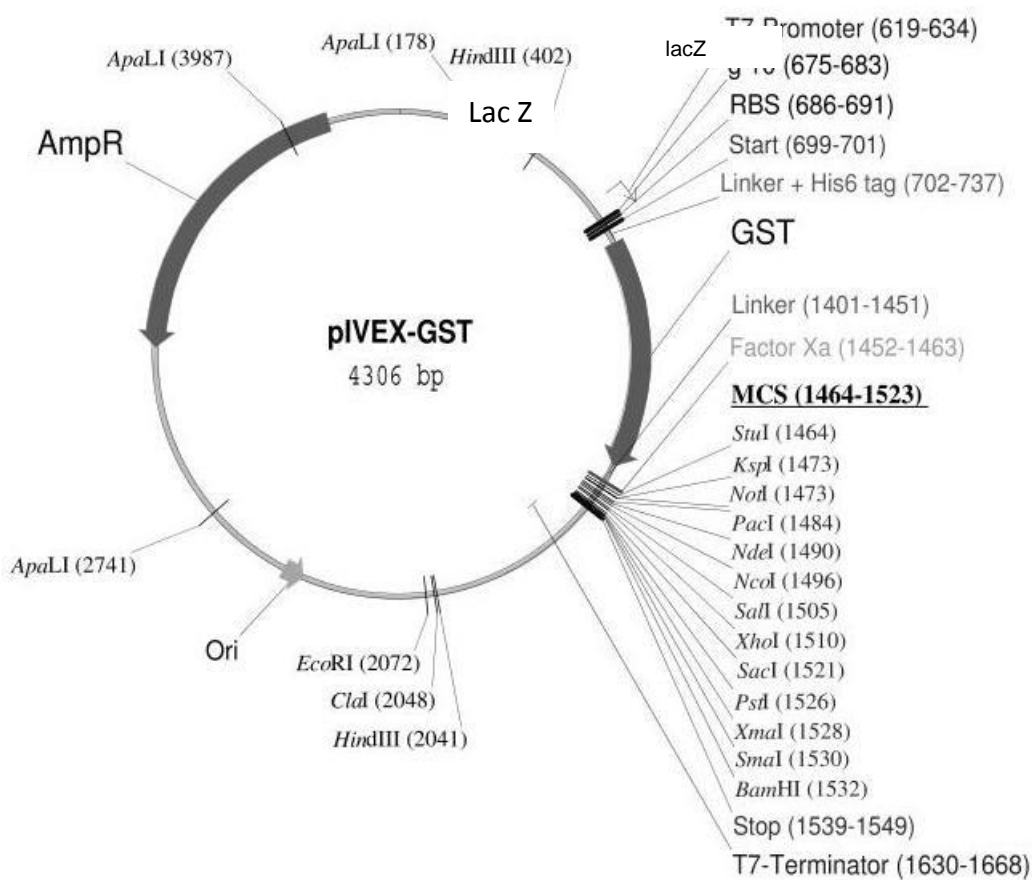 T7 Promoter (619-634)
lacZ
(675-683)
RBS (686-691)
Start (699-701)
Linker + His6 tag (702-737)
GST
Linker (1401-1451)
Factor Xa (1452-1463)
MCS (1464-1523)
StuI (1464)
KspI (1473)
NotI (1473)
PacI (1484)
NdeI (1490)
NcoI (1496)
SalI (1505)
XhoI (1510)
SacI (1521)
PstI (1526)
XmaI (1528)
SmaI (1530)
BamHI (1532)
Stop (1539-1549)
T7-Terminator (1630-1668)
HindIII (2041)
ClaI (2048)
EcoRI (2072)
Ori
ApaLI (2741)
AmpR
ApaLI (3987)
ApaLI (178)
HindIII (402)
Lac Z
pIVEX-GST
4306 bp